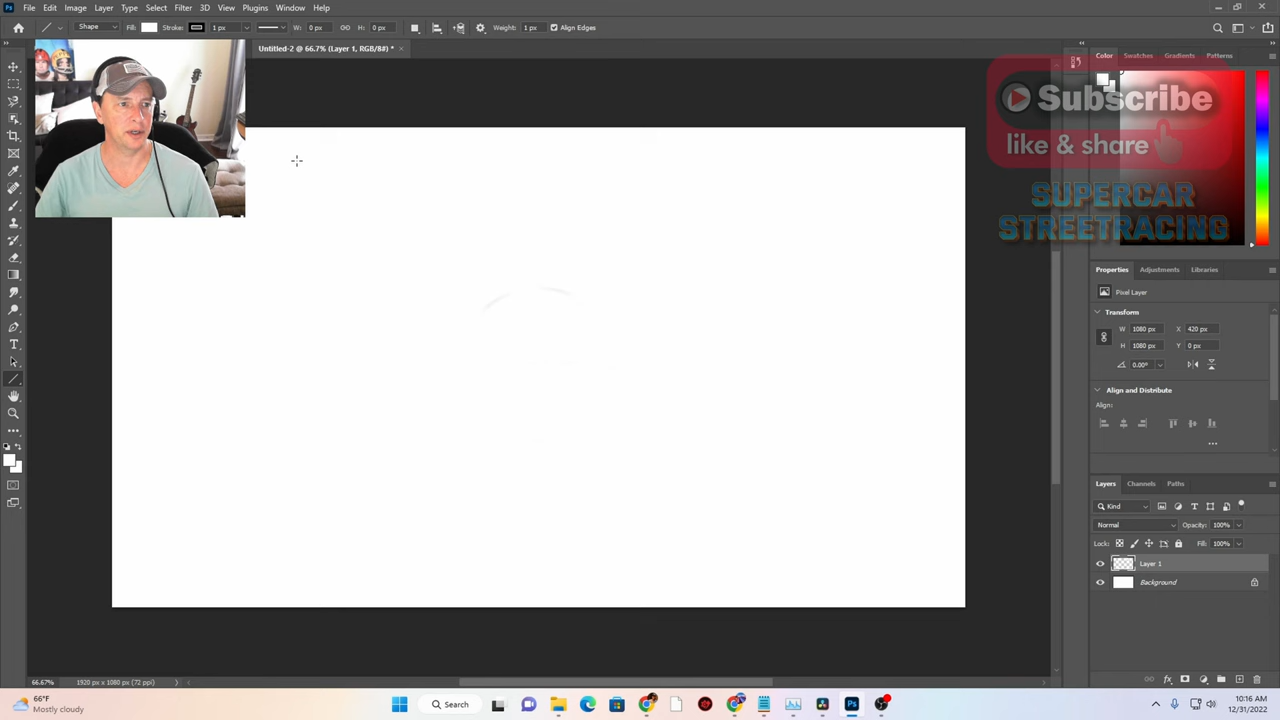 File Edit Image Layer Type Select Filter 3D View Plugins Window Help
Shape Fill: Stroke: 1 px W: 0 px H: 0 px Weight: 1 px Align Edges
Untitled-2 @ 66.7% (Layer 1, RGB/8#) * ×
Color Swatches Gradients Patterns
Subscribe
like & share
SUPERCAR
STREETRACING
Properties Adjustments Libraries
Pixel Layer
Transform
W 1080 px X 420 px
H 1080 px Y 0 px
0.00°
Align and Distribute
Align:
Layers Channels Paths
Kind
Normal Opacity: 100%
Lock: Fill: 100%
Layer 1
Background
66.67% 1920 px x 1080 px (72 ppi)
66°F
Mostly cloudy
Search
10:16 AM
12/31/2022